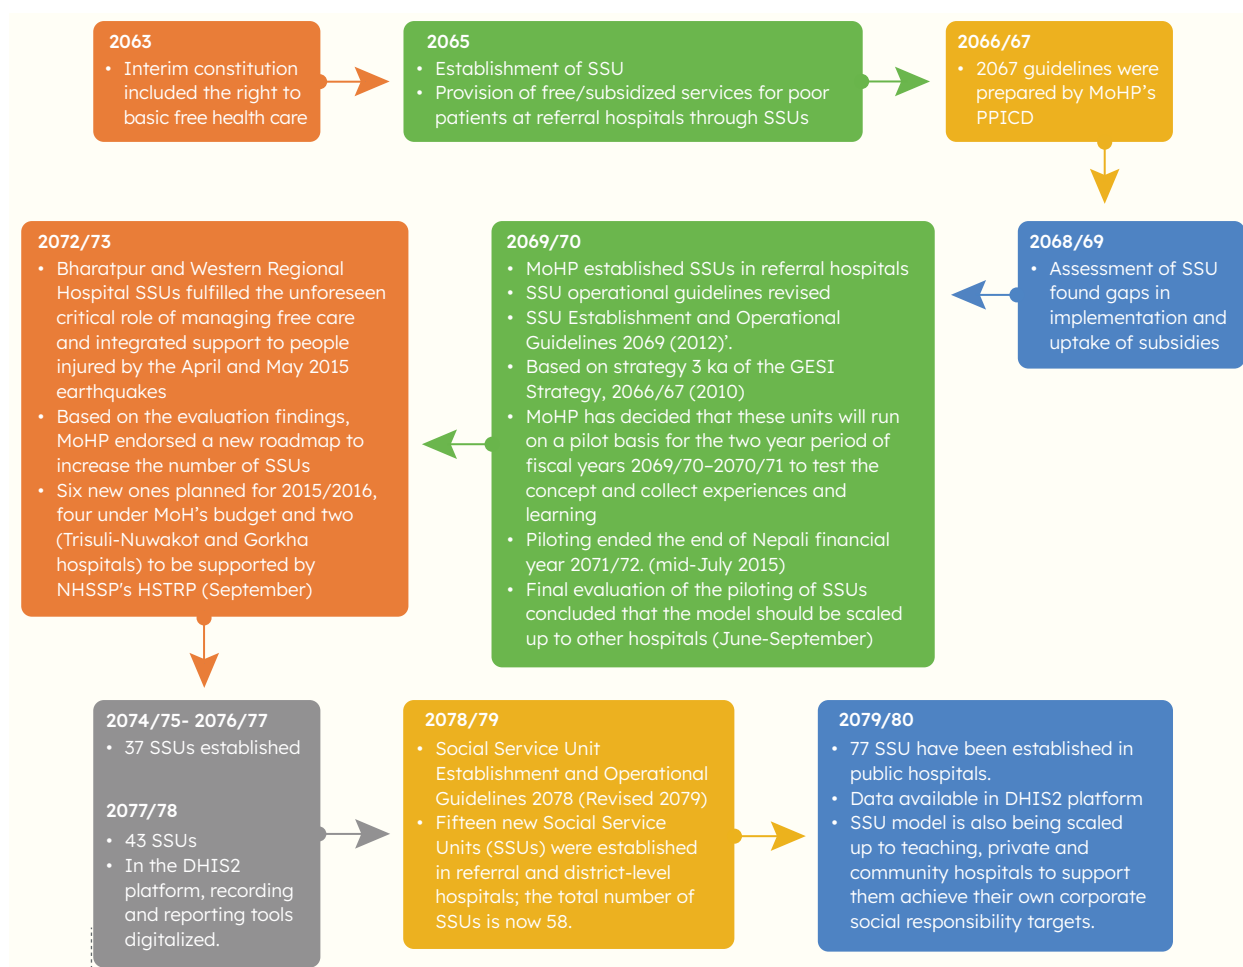 2063
• Interim constitution
included the right to
basic free health care
2065
• Establishment of SSU
• Provision of free/subsidized services for poor
patients at referral hospitals through SSUs
2066/67
• 2067 guidelines were
prepared by MoHP's
PPICD
2068/69
• Assessment of SSU
found gaps in
implementation and
uptake of subsidies
2069/70
• MoHP established SSUs in referral hospitals
• SSU operational guidelines revised
• SSU Establishment and Operational
Guidelines 2069 (2012)’.
• Based on strategy 3 ka of the GESI
Strategy, 2066/67 (2010)
• MoHP has decided that these units will run
on a pilot basis for the two year period of
fiscal years 2069/70–2070/71 to test the
concept and collect experiences and
learning
• Piloting ended the end of Nepali financial
year 2071/72. (mid-July 2015)
• Final evaluation of the piloting of SSUs
concluded that the model should be scaled
up to other hospitals (June-September)
2072/73
• Bharatpur and Western Regional
Hospital SSUs fulfilled the unforeseen
critical role of managing free care
and integrated support to people
injured by the April and May 2015
earthquakes
• Based on the evaluation findings,
MoHP endorsed a new roadmap to
increase the number of SSUs
• Six new ones planned for 2015/2016,
four under MoH’s budget and two
(Trisuli-Nuwakot and Gorkha
hospitals) to be supported by
NHSSP's HSTRP (September)
2074/75- 2076/77
• 37 SSUs established
2077/78
• 43 SSUs
• In the DHIS2
platform, recording
and reporting tools
digitalized.
2078/79
• Social Service Unit
Establishment and Operational
Guidelines 2078 (Revised 2079)
• Fifteen new Social Service
Units (SSUs) were established
in referral and district-level
hospitals; the total number of
SSUs is now 58.
2079/80
• 77 SSU have been established in
public hospitals.
• Data available in DHIS2 platform
• SSU model is also being scaled
up to teaching, private and
community hospitals to support
them achieve their own corporate
social responsibility targets.